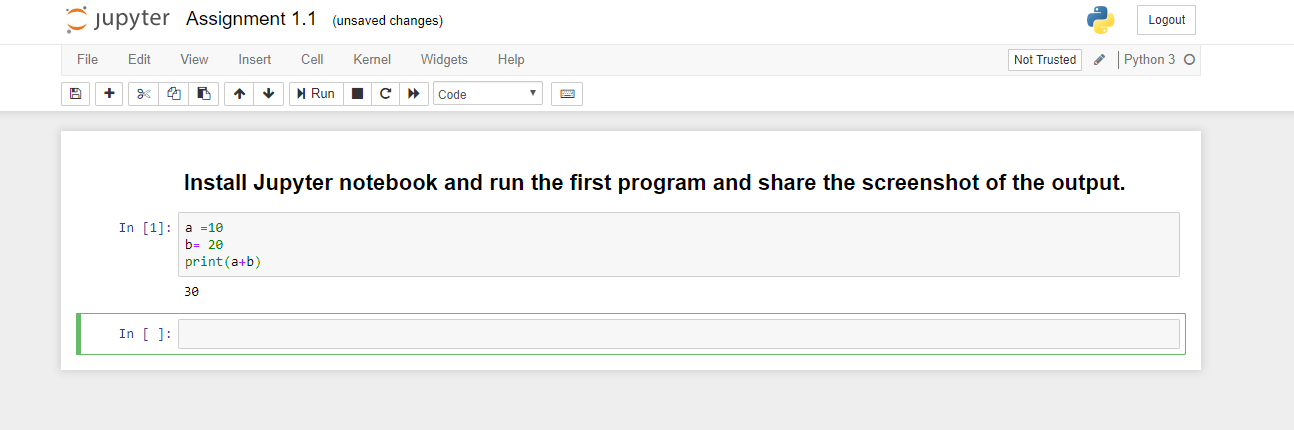 jupyter Assignment 1.1 (unsaved changes) Logout
File Edit View Insert Cell Kernel Widgets Help Not Trusted Python 3
Run Code
Install Jupyter notebook and run the first program and share the screenshot of the output.
In [1]: a =10
b= 20
print(a+b)
30
In [ ]: